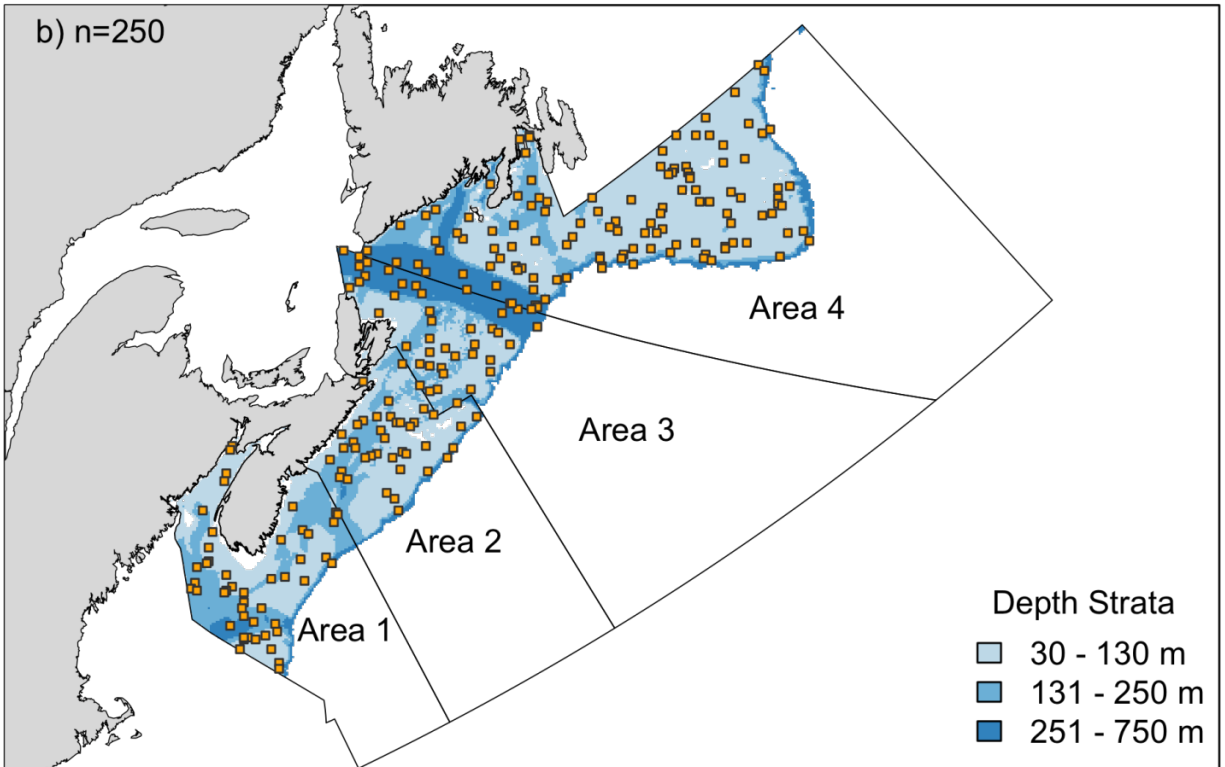 b) n=250
Area 4
Area 3
Area 2
Area 1
Depth Strata
30 - 130 m
131 - 250 m
251 - 750 m